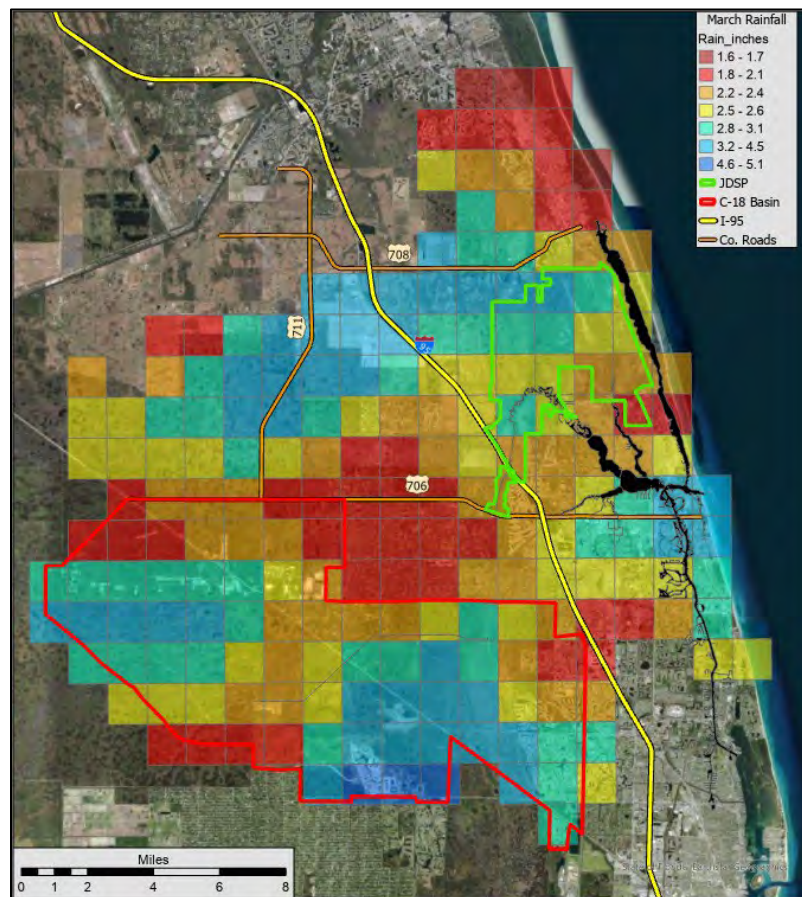 March Rainfall
Rain_inches
1.6 - 1.7
1.8 - 2.1
2.2 - 2.4
2.5 - 2.6
2.8 - 3.1
3.2 - 4.5
4.6 - 5.1
JDSP
C-18 Basin
I-95
Co. Roads
708
711
706
Miles
0 1 2 4 6 8